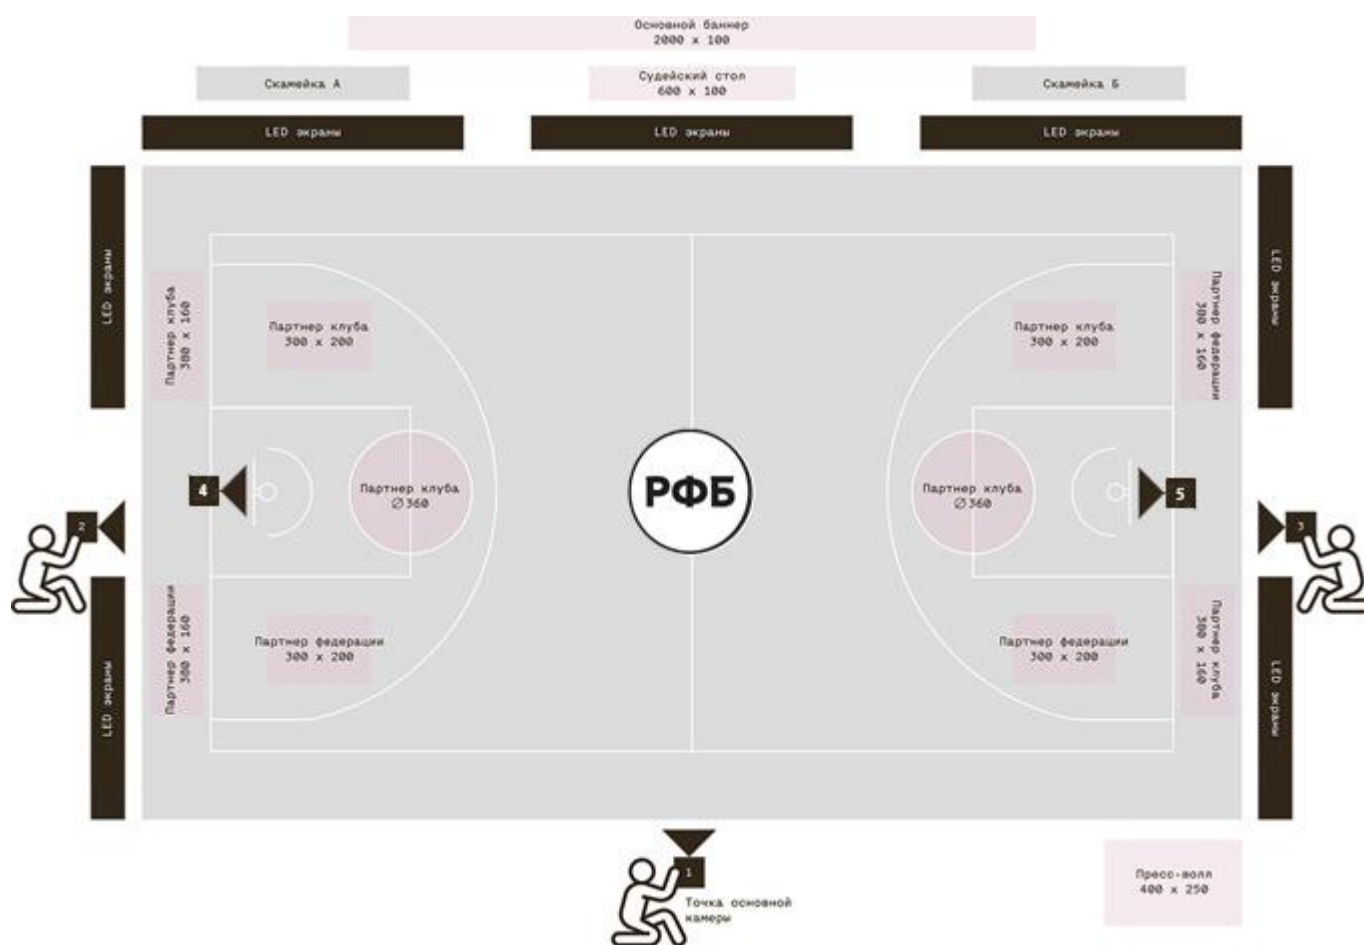 Основной баннер
2000 x 100
Скамейка А
Судейский стол
600 x 100
Скамейка Б
LED экраны
LED экраны
LED экраны
LED экраны
LED экраны
Партнер клуба
300 x 160
Партнер клуба
300 x 200
Партнер клуба
300 x 200
Партнер федерации
300 x 160
4
Партнер клуба
∅360
РФБ
Партнер клуба
∅360
5
2
3
LED экраны
Партнер федерации
300 x 160
Партнер федерации
300 x 200
Партнер федерации
300 x 200
Партнер клуба
300 x 160
LED экраны
1
Точка основной
камеры
Пресс-волл
400 x 250